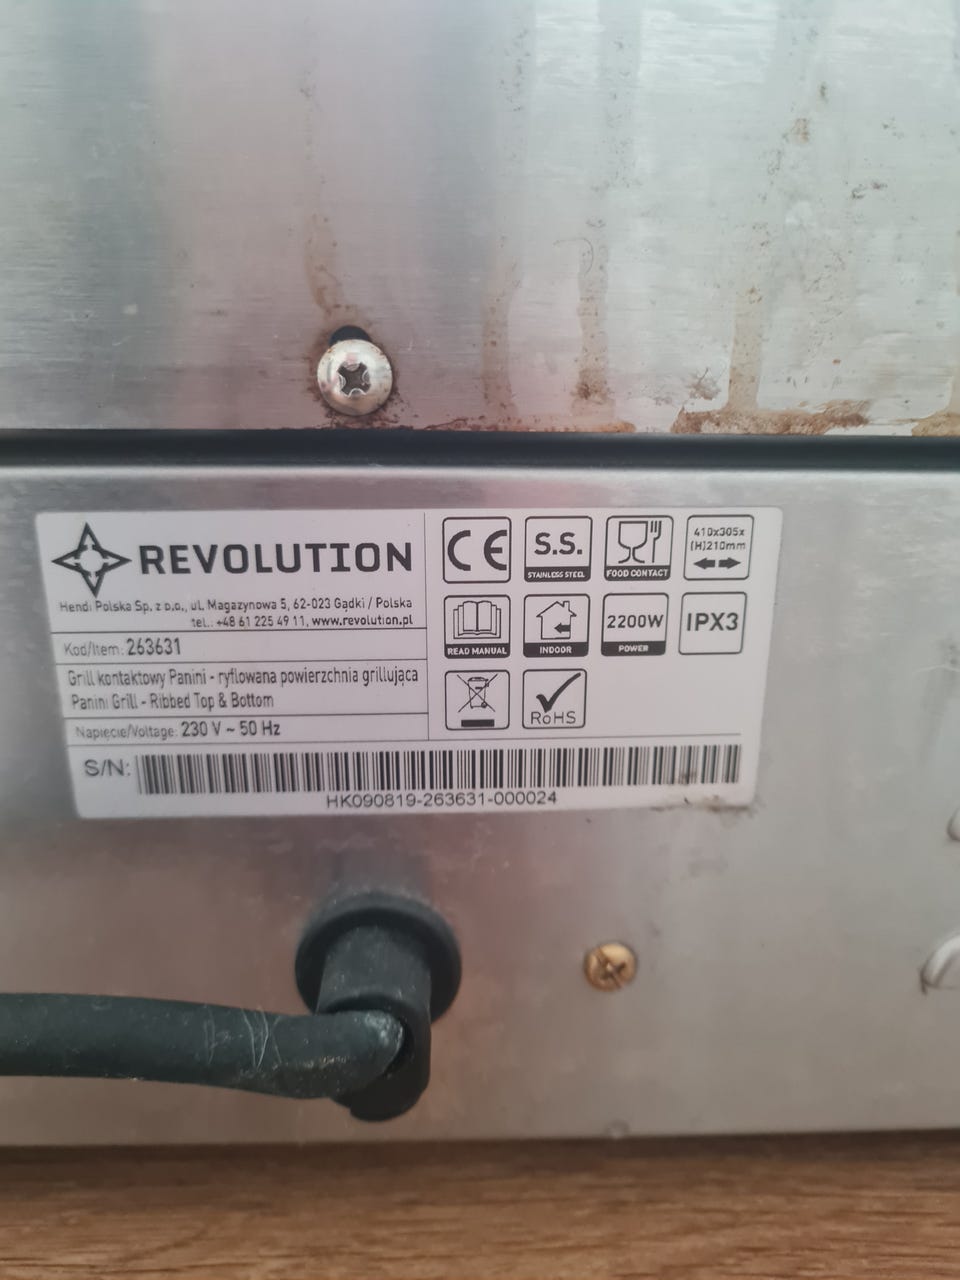 REVOLUTION
Hendi Polska Sp. z o.o., ul. Magazynowa 5, 62-023 Gądki / Polska
tel.: +48 61 225 49 11, www.revolution.pl
Kod/Item: 263631
Grill kontaktowy Panini - ryflowana powierzchnia grillująca
Panini Grill - Ribbed Top & Bottom
Napięcie/Voltage: 230 V ~ 50 Hz
CE
S.S.
STAINLESS STEEL
FOOD CONTACT
410x305x
(H)210mm
READ MANUAL
INDOOR
2200W
POWER
IPX3
RoHS
S/N:
HK090819-263631-000024